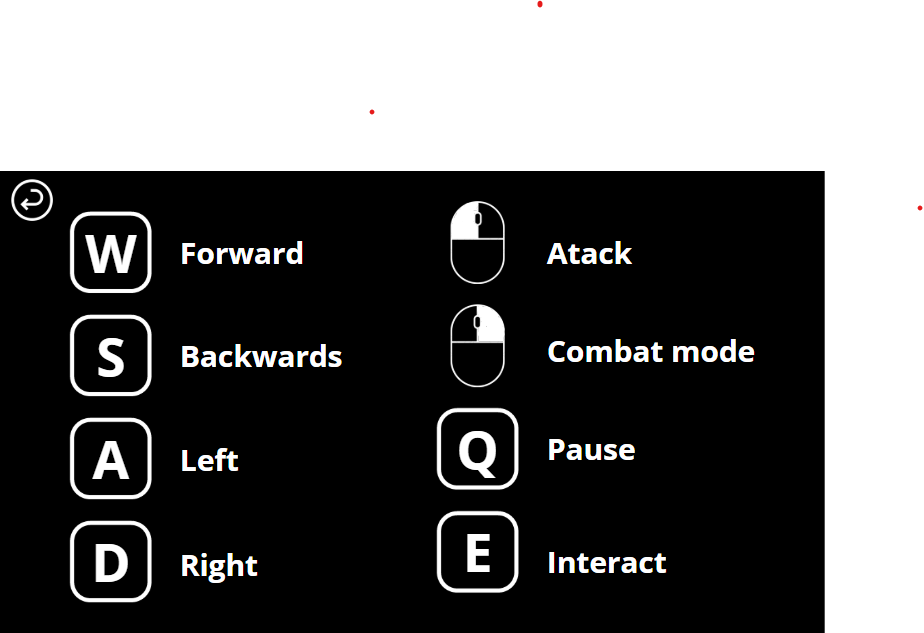 W Forward
S Backwards
A Left
D Right
Atack
Combat mode
Q Pause
E Interact